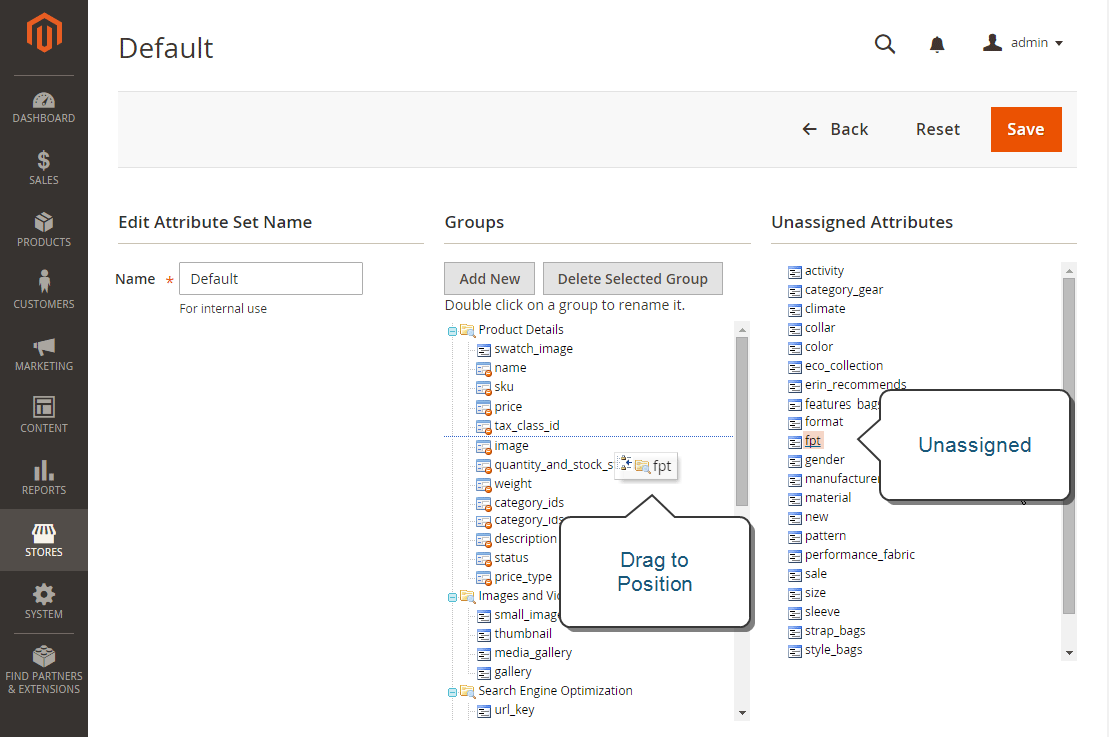 Default
admin
DASHBOARD
SALES
PRODUCTS
CUSTOMERS
MARKETING
CONTENT
REPORTS
STORES
SYSTEM
FIND PARTNERS
& EXTENSIONS
Back
Reset
Save
Edit Attribute Set Name
Name *
Default
For internal use
Groups
Add New
Delete Selected Group
Double click on a group to rename it.
Product Details
swatch_image
name
sku
price
tax_class_id
image
quantity_and_stock_s
fpt
weight
category_ids
category_ids
description
status
price_type
Images and Vi
small_imag
thumbnail
media_gallery
gallery
Search Engine Optimization
url_key
Drag to
Position
Unassigned Attributes
activity
category_gear
climate
collar
color
eco_collection
erin_recommends
features_bags
format
fpt
gender
manufacturer
material
new
pattern
performance_fabric
sale
size
sleeve
strap_bags
style_bags
Unassigned